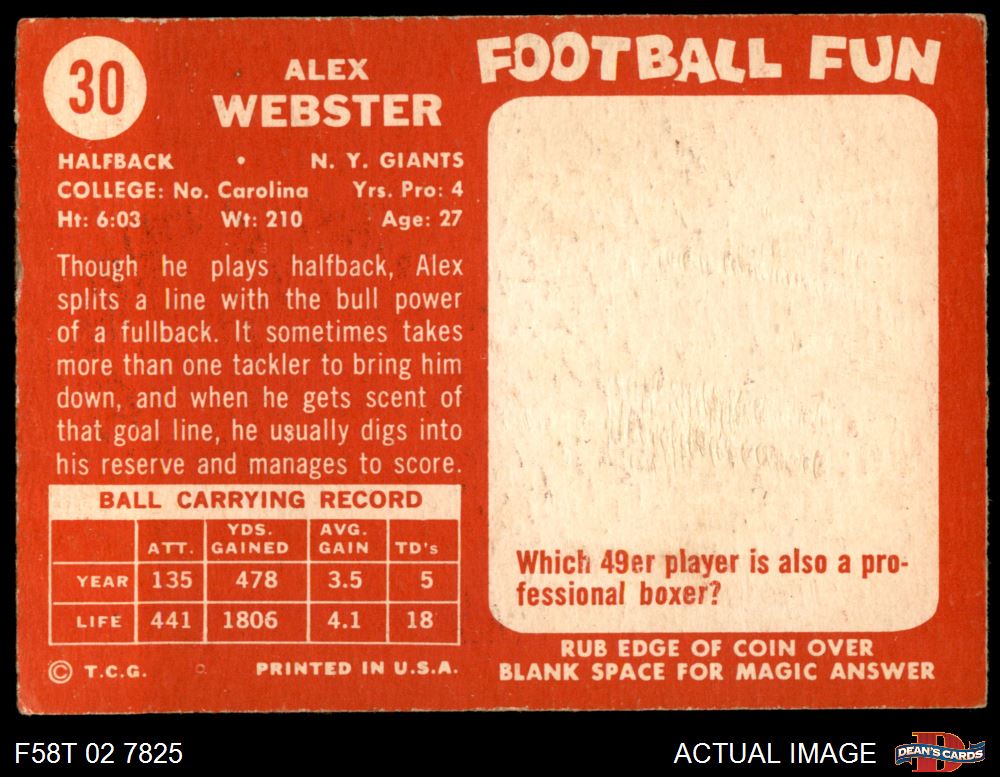 30
ALEX
WEBSTER
HALFBACK • N. Y. GIANTS
COLLEGE: No. Carolina Yrs. Pro: 4
Ht: 6:03 Wt: 210 Age: 27
Though he plays halfback, Alex
splits a line with the bull power
of a fullback. It sometimes takes
more than one tackler to bring him
down, and when he gets scent of
that goal line, he usually digs into
his reserve and manages to score.
BALL CARRYING RECORD
ATT. YDS. GAINED AVG. GAIN TD's
YEAR 135 478 3.5 5
LIFE 441 1806 4.1 18
© T.C.G. PRINTED IN U.S.A.
FOOTBALL FUN
Which 49er player is also a pro-
fessional boxer?
RUB EDGE OF COIN OVER
BLANK SPACE FOR MAGIC ANSWER
F58T 02 7825
ACTUAL IMAGE
D
DEAN'S CARDS